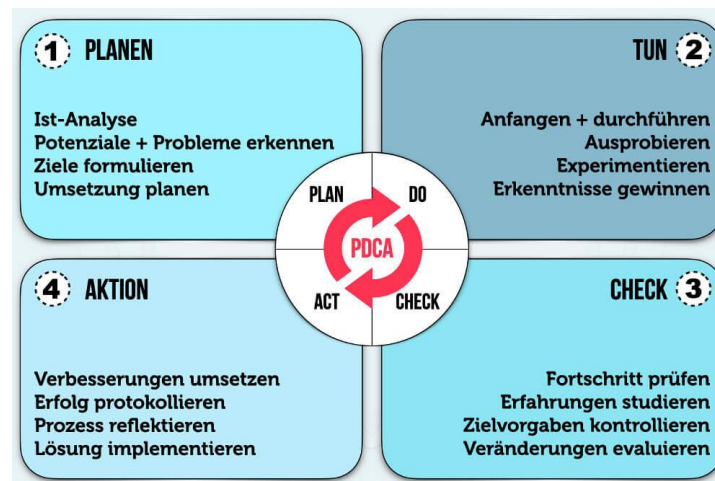 1 PLANEN
Ist-Analyse
Potenziale + Probleme erkennen
Ziele formulieren
Umsetzung planen
TUN 2
Anfangen + durchführen
Ausprobieren
Experimentieren
Erkenntnisse gewinnen
PLAN
DO
PDCA
ACT
CHECK
4 AKTION
Verbesserungen umsetzen
Erfolg protokollieren
Prozess reflektieren
Lösung implementieren
CHECK 3
Fortschritt prüfen
Erfahrungen studieren
Zielvorgaben kontrollieren
Veränderungen evaluieren